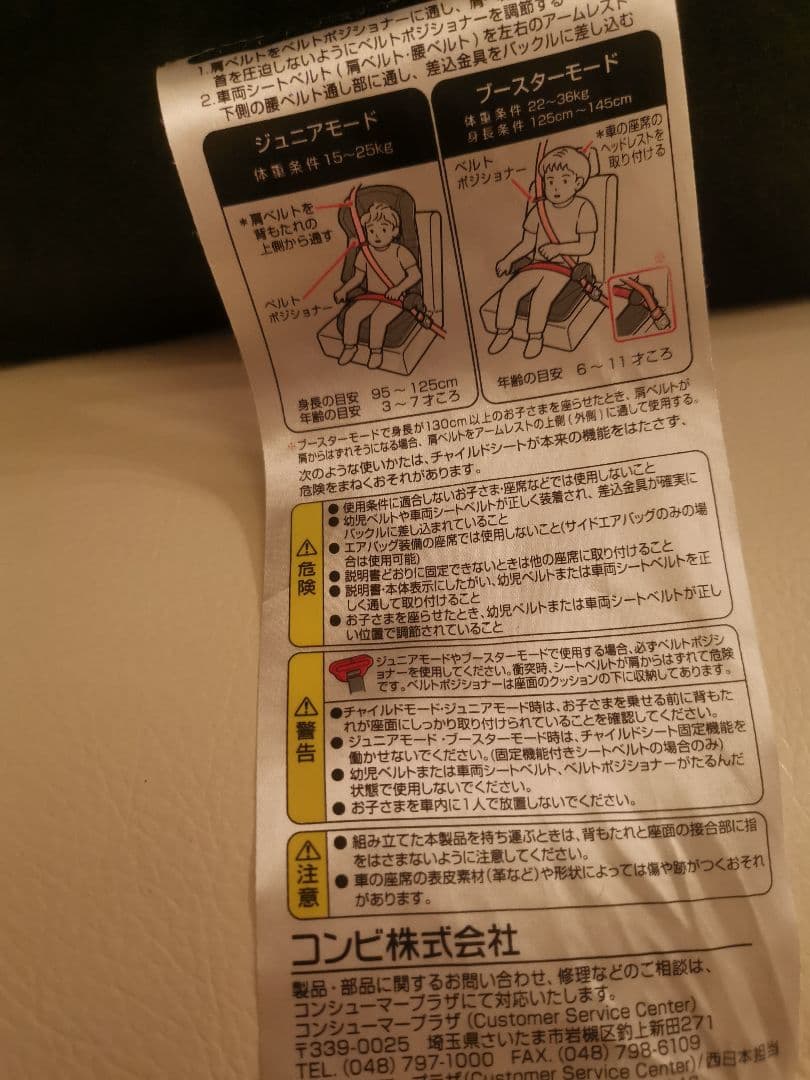 1.肩ベルトをベルトポジショナーに通し、肩
首を圧迫しないようにベルトポジショナーを調節する
2.車両シートベルト(肩ベルト・腰ベルト)を左右のアームレスト
下側の腰ベルト通し部に通し、差込金具をバックルに差し込む
ジュニアモード
体重条件15〜25kg
*肩ベルトを
背もたれの
上側から通す
ベルト
ポジショナー
身長の目安 95〜125cm
年齢の目安 3〜7才ころ
ブースターモード
体重条件 22〜36kg
身長条件 125cm〜145cm
ベルト
ポジショナー
*車の座席の
ヘッドレストを
取り付ける
※
年齢の目安 6〜11才ころ
※ブースターモードで身長が130cm以上のお子さまを座らせたとき、肩ベルトが
肩からはずれそうになる場合、肩ベルトをアームレストの上側(外側)に通して使用する。
次のような使いかたは、チャイルドシートが本来の機能をはたさず、
危険をまねくおそれがあります。
⚠危険
●使用条件に適合しないお子さま・座席などでは使用しないこと
●幼児ベルトや車両シートベルトが正しく装着され、差込金具が確実に
バックルに差し込まれていること
●エアバッグ装備の座席では使用しないこと(サイドエアバッグのみの場
合は使用可能)
●説明書どおりに固定できないときは他の座席に取り付けること
●説明書・本体表示にしたがい、幼児ベルトまたは車両シートベルトを正
しく通して取り付けること
●お子さまを座らせたとき、幼児ベルトまたは車両シートベルトが正し
い位置で調節されていること
⚠警告
ジュニアモードやブースターモードで使用する場合、必ずベルトポジシ
ョナーを使用してください。衝突時、シートベルトが肩からはずれて危険
です。ベルトポジショナーは座面のクッションの下に収納してあります。
●チャイルドモード・ジュニアモード時は、お子さまを乗せる前に背もた
れが座面にしっかり取り付けられていることを確認してください。
●ジュニアモード・ブースターモード時は、チャイルドシート固定機能を
働かせないでください。(固定機能付きシートベルトの場合のみ)
●幼児ベルトまたは車両シートベルト、ベルトポジショナーがたるんだ
状態で使用しないでください。
●お子さまを車内に1人で放置しないでください。
⚠注意
●組み立てた本製品を持ち運ぶときは、背もたれと座面の接合部に指
をはさまないように注意してください。
●車の座席の表皮素材(革など)や形状によっては傷や跡がつくおそれ
があります。
コンビ株式会社
製品・部品に関するお問い合わせ、修理などのご相談は、
コンシューマープラザにて対応いたします。
コンシューマープラザ(Customer Service Center)
〒339-0025 埼玉県さいたま市岩槻区釣上新田271
TEL.(048)797-1000 FAX.(048)798-6109
コンシューマープラザ(Customer Service Center)/西日本担当